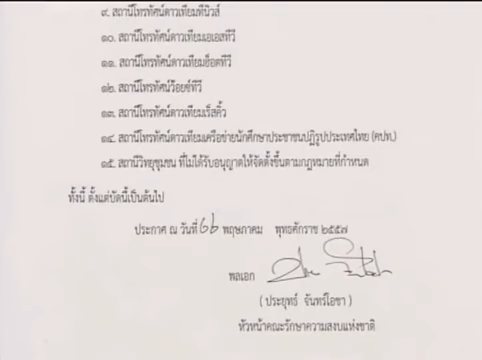 ๙. สถานีโทรทัศน์ดาวเทียมทีนิวส์
๑๐. สถานีโทรทัศน์ดาวเทียมเอเอสทีวี
๑๑. สถานีโทรทัศน์ดาวเทียมฮ็อตทีวี
๑๒. สถานีโทรทัศน์ว๊อยซ์ทีวี
๑๓. สถานีโทรทัศน์ดาวเทียมเร็สคิ้ว
๑๔. สถานีโทรทัศน์ดาวเทียมเครือข่ายนักศึกษาประชาชนปฏิรูปประเทศไทย (คปท.)
๑๕. สถานีวิทยุชุมชน ที่ไม่ได้รับอนุญาตให้จัดตั้งขึ้นตามกฎหมายที่กำหนด
ทั้งนี้ ตั้งแต่บัดนี้เป็นต้นไป
ประกาศ ณ วันที่ ๒๒ พฤษภาคม พุทธศักราช ๒๕๕๗
พลเอก
( ประยุทธ์ จันทร์โอชา )
หัวหน้าคณะรักษาความสงบแห่งชาติ